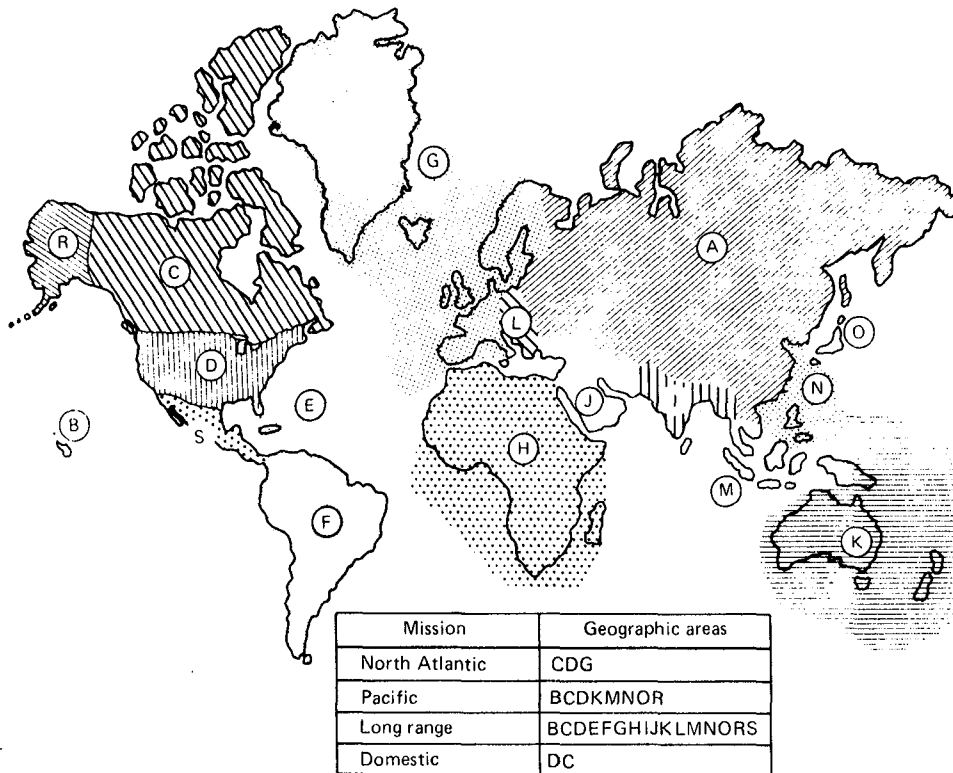 G
R
C
A
L
O
D
N
E
J
I
B
S
H
M
F
K
Mission Geographic areas
North Atlantic CDG
Pacific BCDKMNOR
Long range BCDEFGHIJKLMNORS
Domestic DC